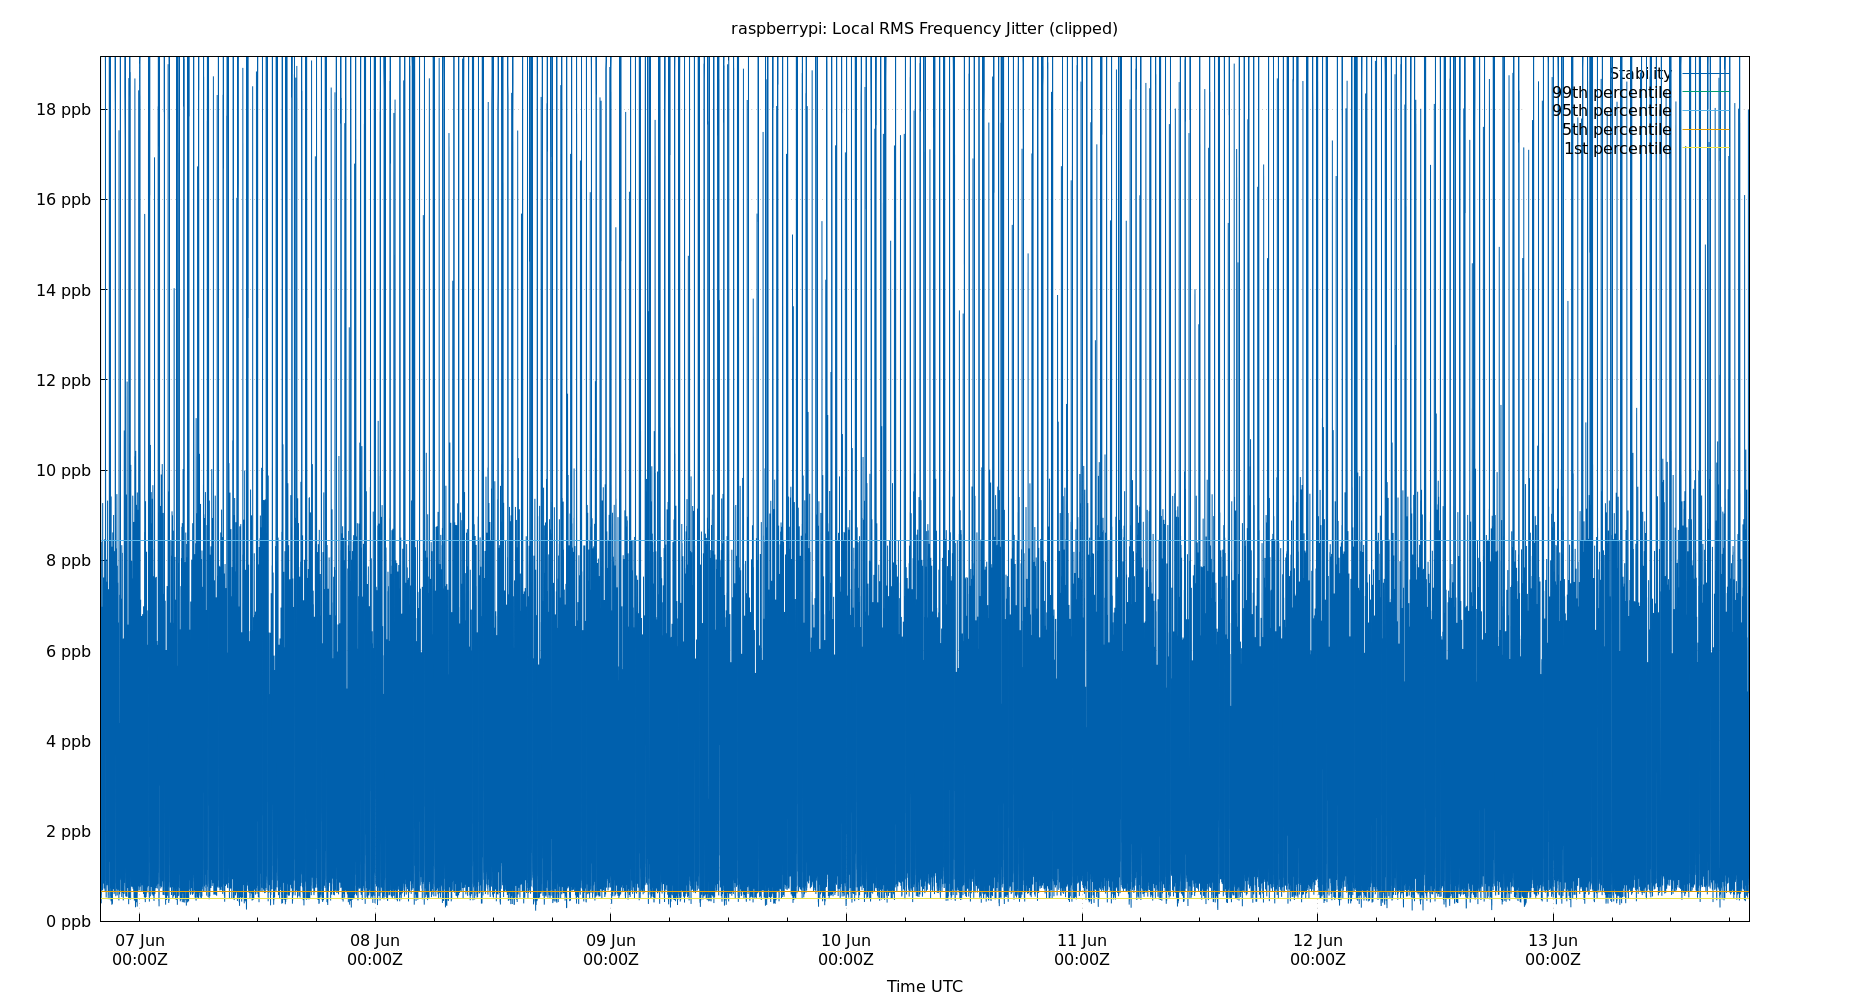 raspberrypi: Local RMS Frequency Jitter (clipped)
Stability
99th percentile
95th percentile
5th percentile
1st percentile
18 ppb
16 ppb
14 ppb
12 ppb
10 ppb
8 ppb
6 ppb
4 ppb
2 ppb
0 ppb
07 Jun 08 Jun 09 Jun 10 Jun 11 Jun 12 Jun 13 Jun
00:00Z 00:00Z 00:00Z 00:00Z 00:00Z 00:00Z 00:00Z
Time UTC